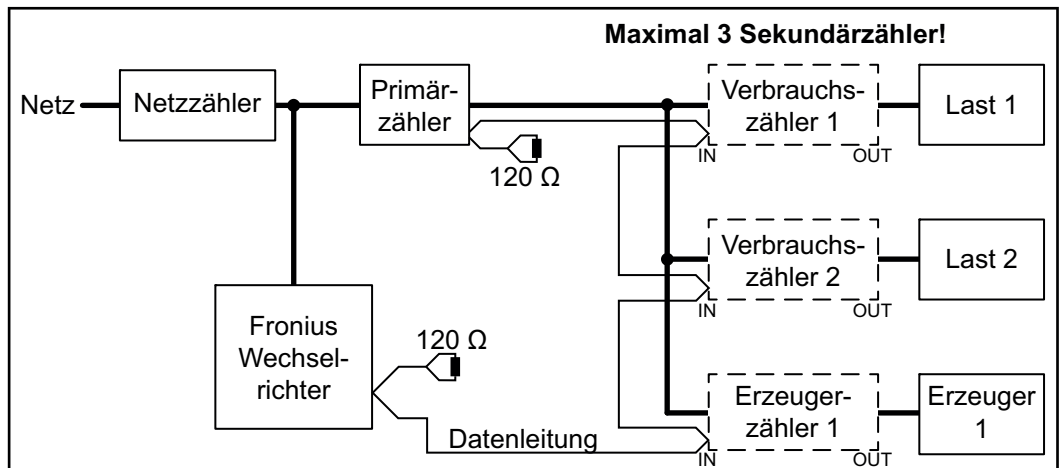 Maximal 3 Sekundärzähler!
Netz
Netzzähler
Primär-
zähler
Verbrauchs-
zähler 1
Last 1
IN
OUT
120 Ω
Verbrauchs-
zähler 2
Last 2
IN
OUT
Fronius
Wechsel-
richter
120 Ω
Datenleitung
Erzeuger-
zähler 1
Erzeuger
1
IN
OUT